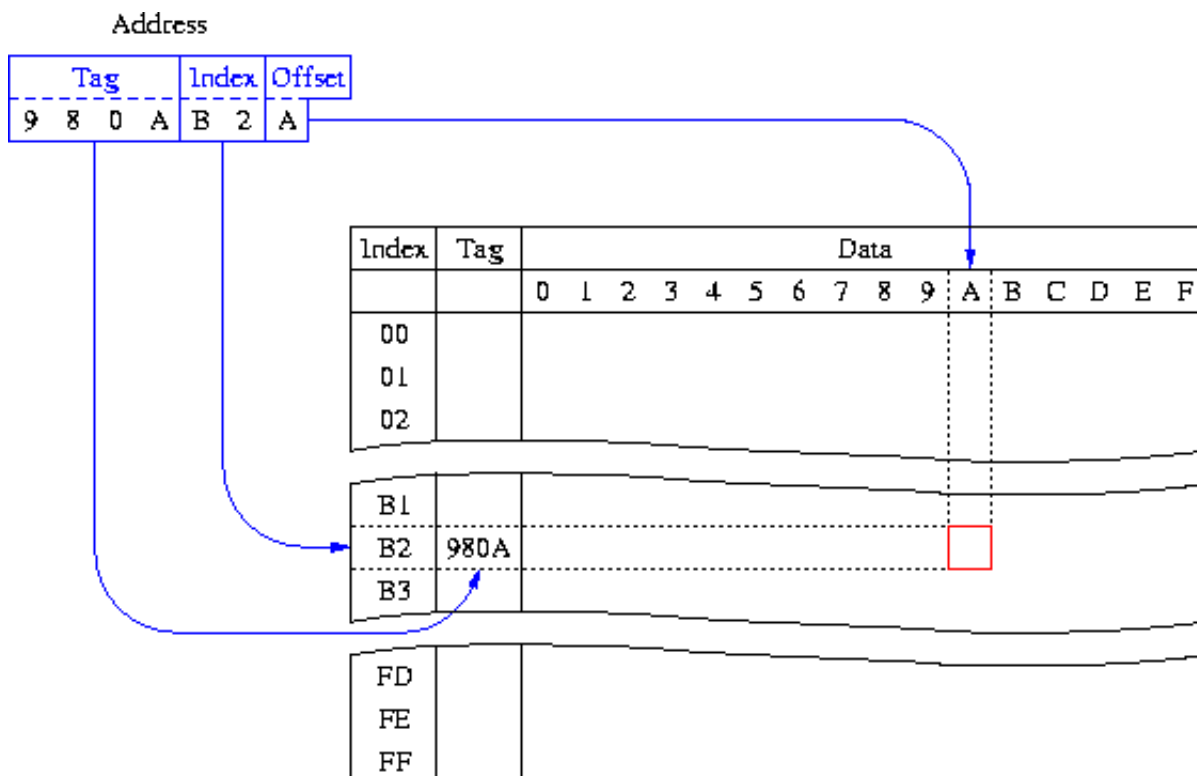 Address
Tag Index Offset
9 8 0 A B 2 A
Index Tag Data
0 1 2 3 4 5 6 7 8 9 A B C D E F
00
01
02
B1
B2 980A
B3
FD
FE
FF